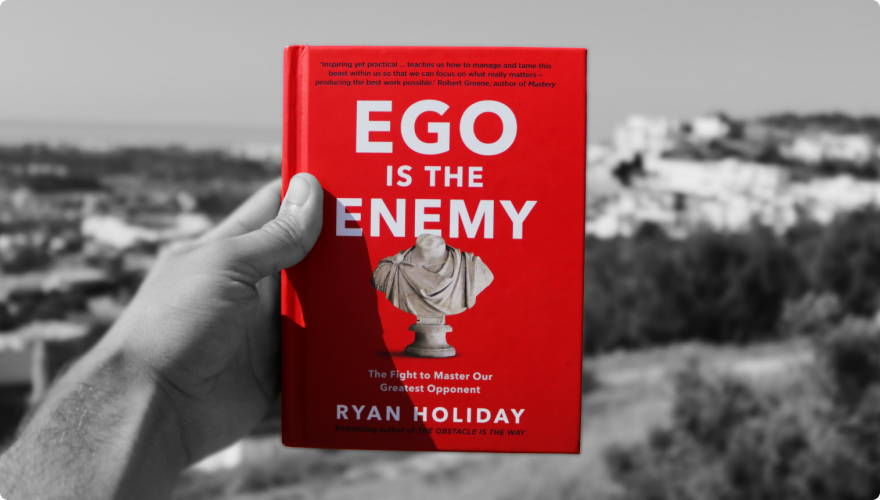 'Inspiring yet practical ... teaches us how to manage and tame this
beast within us so that we can focus on what really matters –
producing the best work possible.' Robert Greene, author of Mastery
EGO
IS THE
ENEMY
The Fight to Master Our
Greatest Opponent
RYAN HOLIDAY
Bestselling author of THE OBSTACLE IS THE WAY